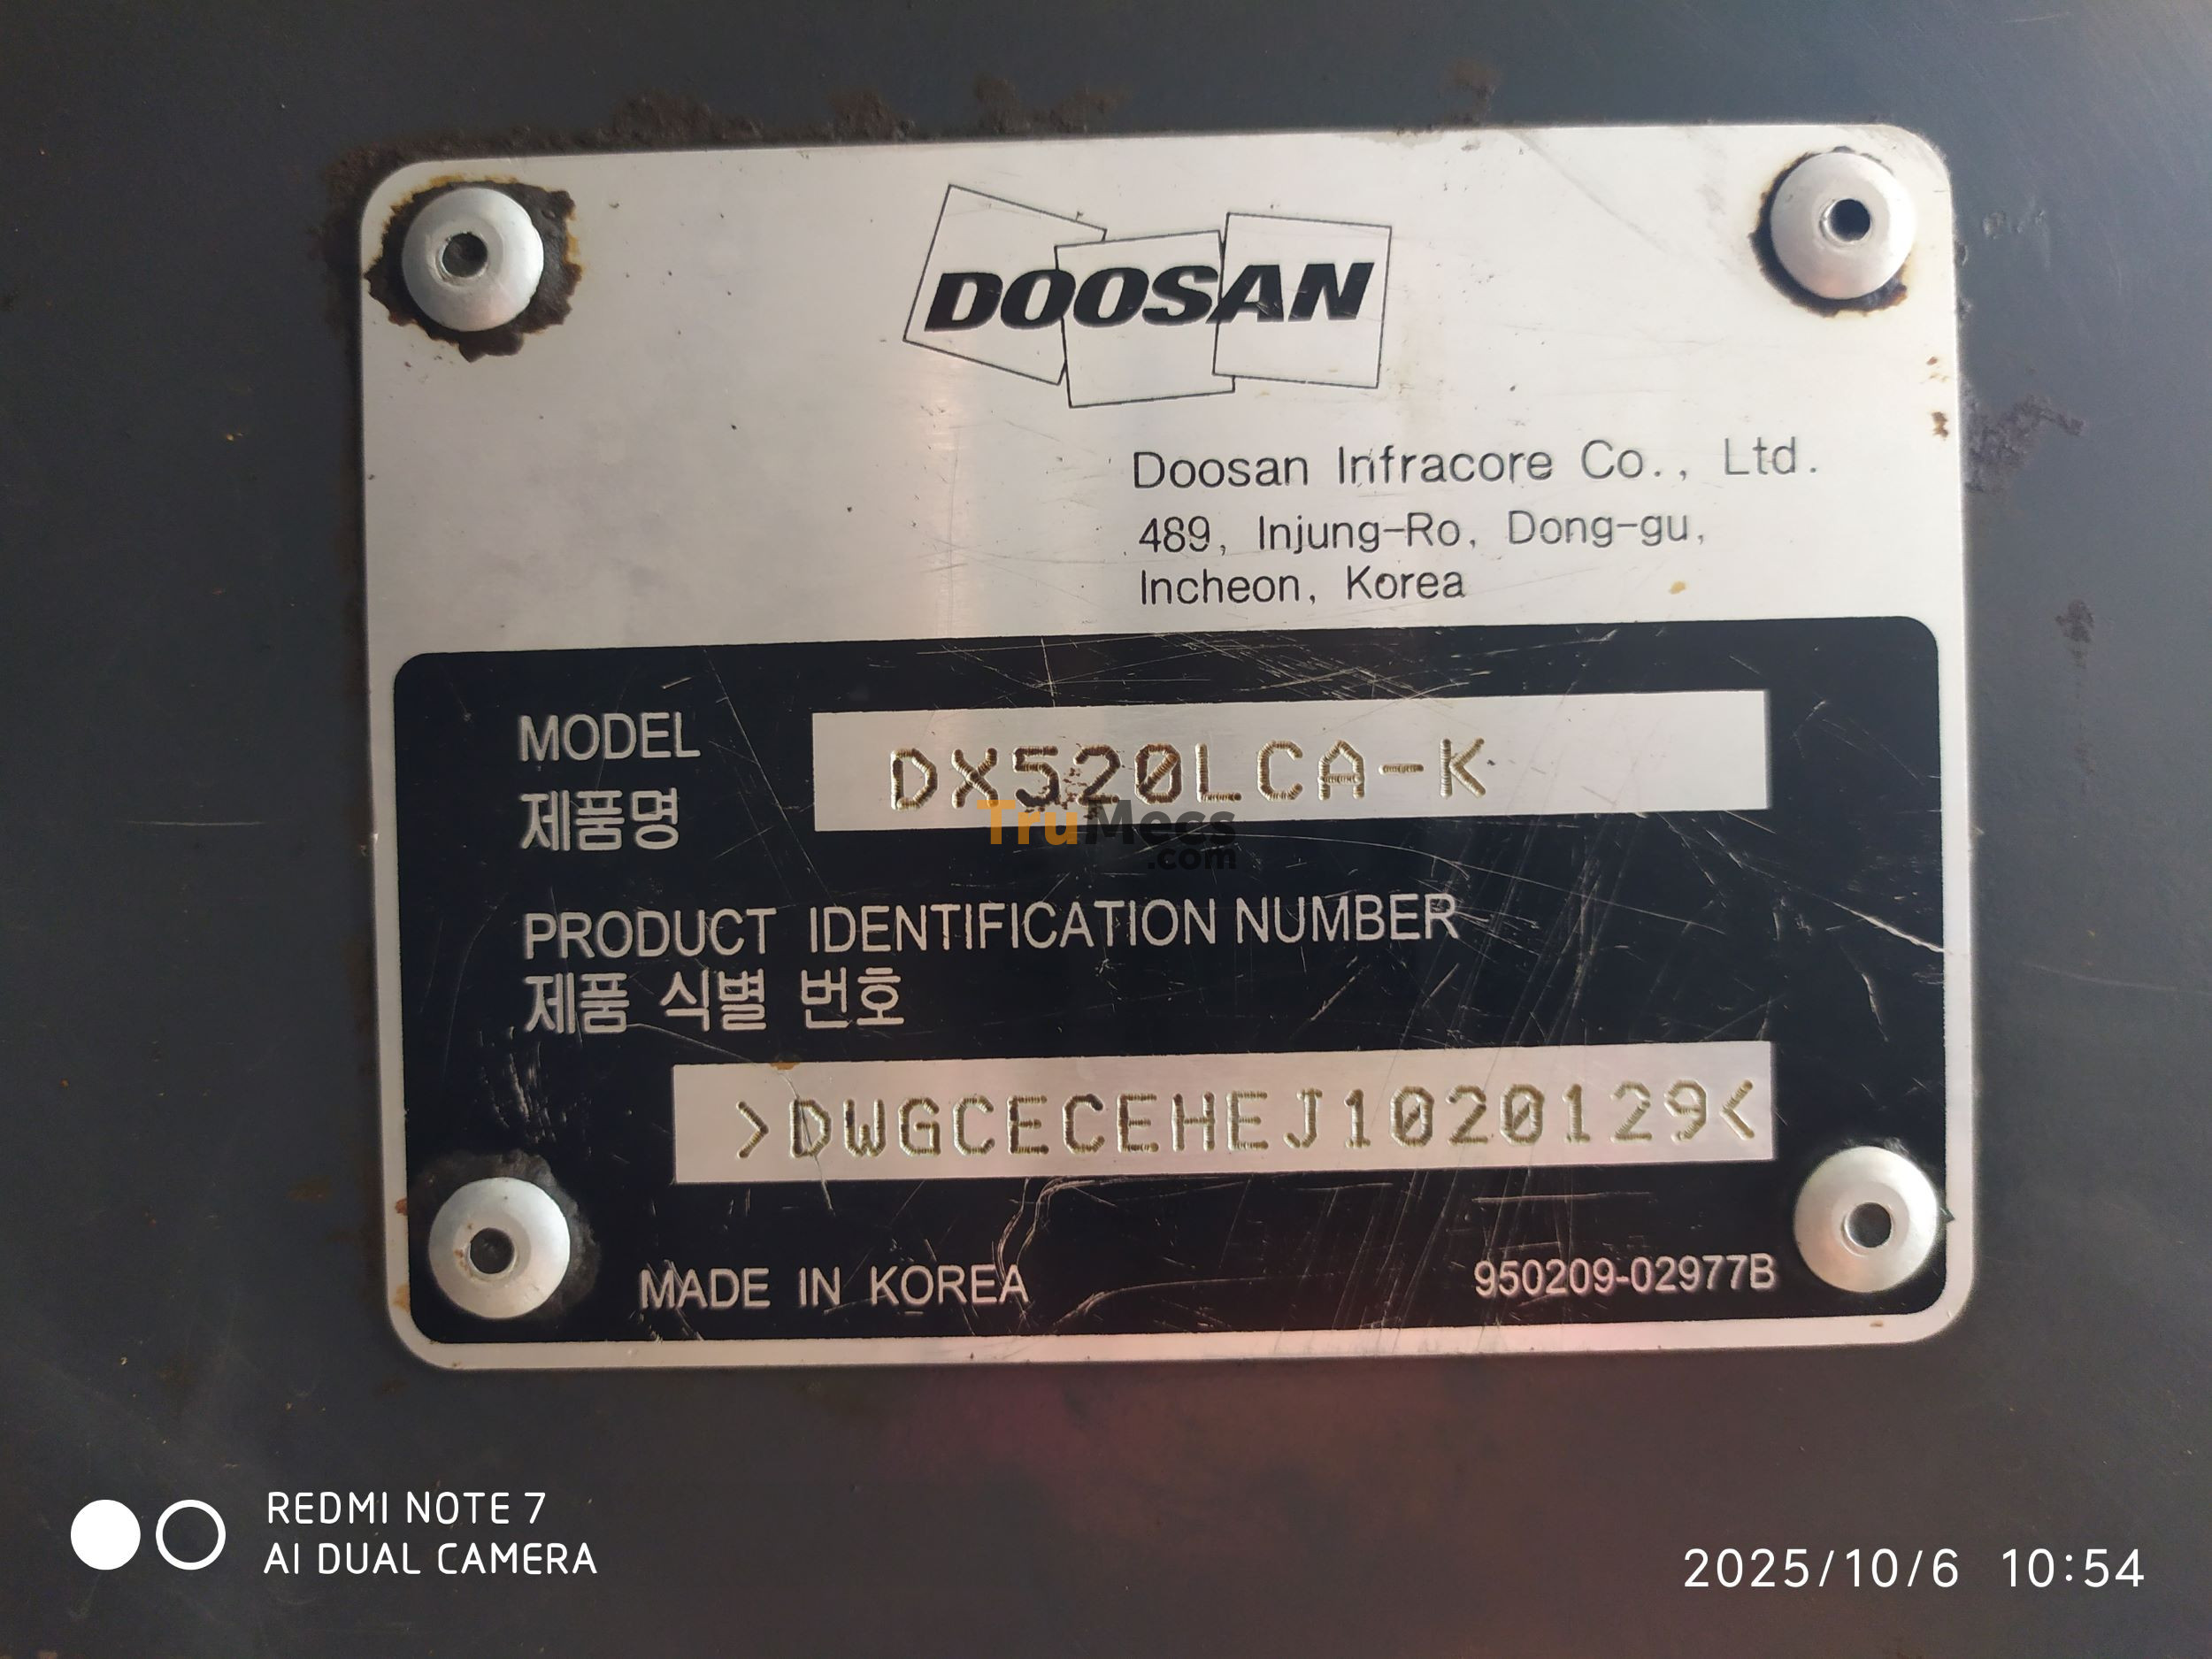 DOOSAN
Doosan Infracore Co., Ltd.
489, Injung-Ro, Dong-gu,
Incheon, Korea
MODEL
제품명
DX520LCA-K
TruMecs
.com
PRODUCT IDENTIFICATION NUMBER
제품 식별 번호
>DWGCECEHEJ1020129<
MADE IN KOREA
950209-02977B
REDMI NOTE 7
AI DUAL CAMERA
2025/10/6 10:54